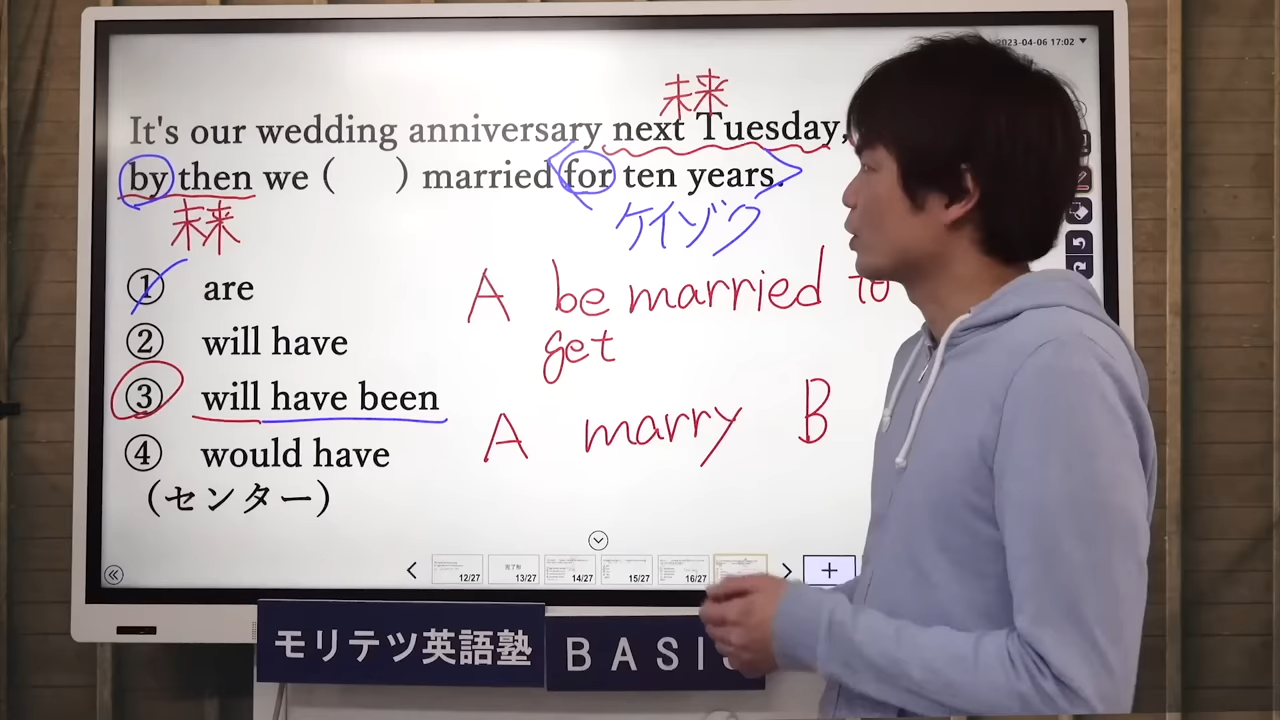 2023-04-06 17:02
未来
It's our wedding anniversary next Tuesday,
by then we (     ) married for ten years.
未来
ケイゾク
① are
② will have
③ will have been
④ would have
(センター)
A be married to
get
A marry B
12/27 13/27 14/27 15/27 16/27
モリテツ英語塾
BASI